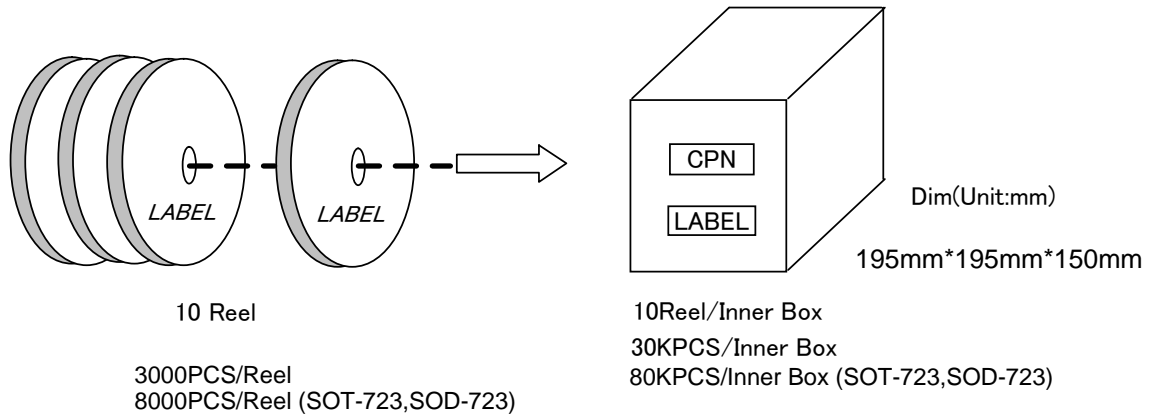 LABEL
LABEL
CPN
LABEL
Dim(Unit:mm)
195mm*195mm*150mm
10 Reel
3000PCS/Reel
8000PCS/Reel (SOT-723,SOD-723)
10Reel/Inner Box
30KPCS/Inner Box
80KPCS/Inner Box (SOT-723,SOD-723)